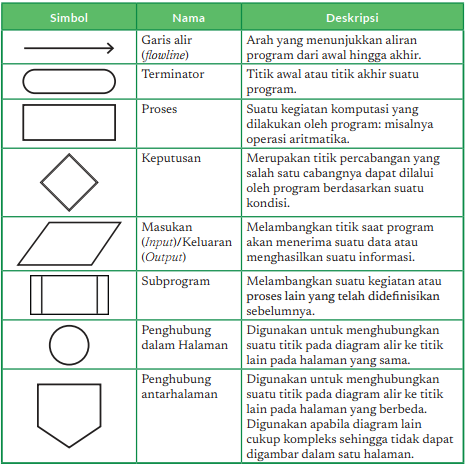 Simbol Nama Deskripsi
Garis alir
(flowline)
Arah yang menunjukkan aliran
program dari awal hingga akhir.
Terminator
Titik awal atau titik akhir suatu
program.
Proses
Suatu kegiatan komputasi yang
dilakukan oleh program: misalnya
operasi aritmatika.
Keputusan
Merupakan titik percabangan yang
salah satu cabangnya dapat dilalui
oleh program berdasarkan suatu
kondisi.
Masukan
(Input)/Keluaran
(Output)
Melambangkan titik saat program
akan menerima suatu data atau
menghasilkan suatu informasi.
Subprogram
Melambangkan suatu kegiatan atau
proses lain yang telah didefinisikan
sebelumnya.
Penghubung
dalam Halaman
Digunakan untuk menghubungkan
suatu titik pada diagram alir ke titik
lain pada halaman yang sama.
Penghubung
antarhalaman
Digunakan untuk menghubungkan
suatu titik pada diagram alir ke titik
lain pada halaman yang berbeda.
Digunakan apabila diagram lain
cukup kompleks sehingga tidak dapat
digambar dalam satu halaman.